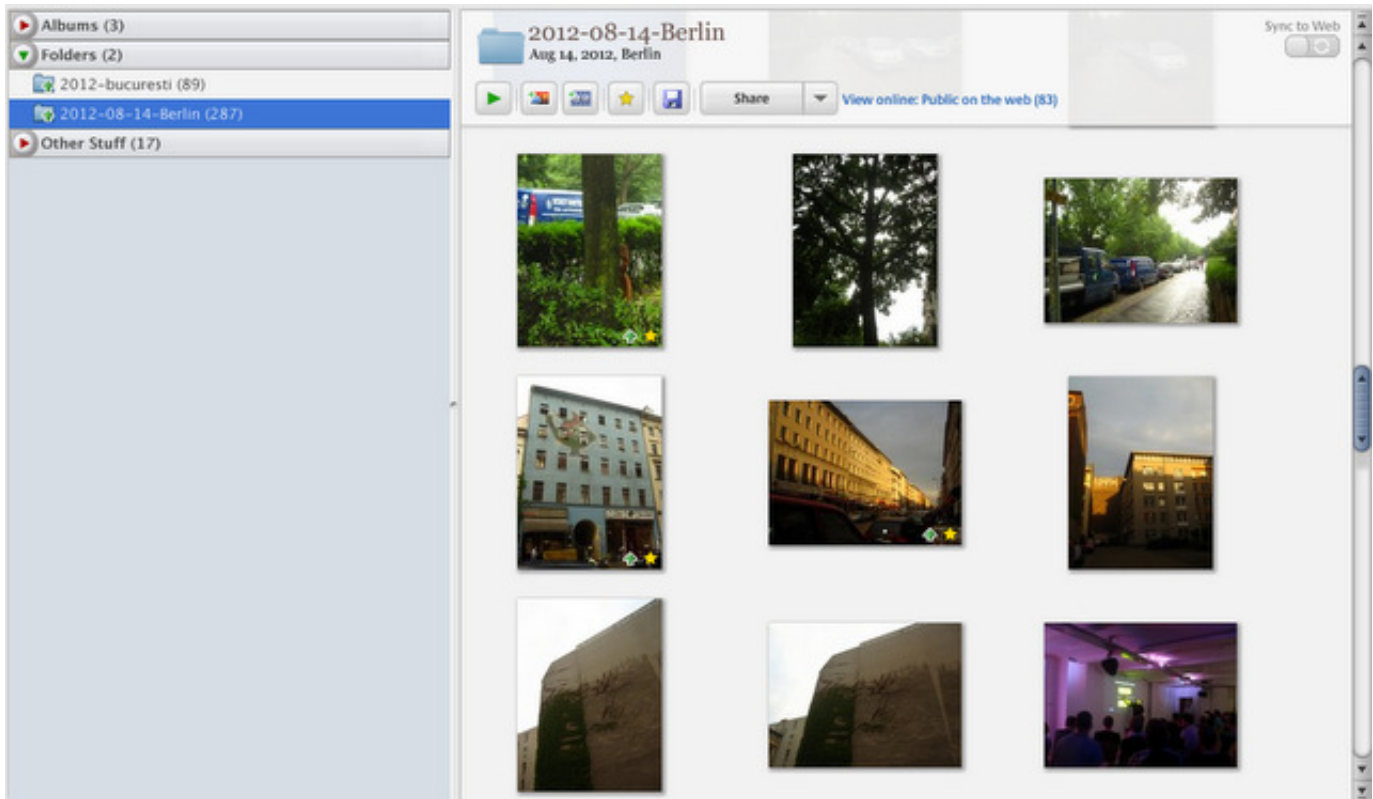 Albums (3)
Folders (2)
2012-bucuresti (89)
2012-08-14-Berlin (287)
Other Stuff (17)
2012-08-14-Berlin
Aug 14, 2012, Berlin
Sync to Web
Share
View online: Public on the web (83)